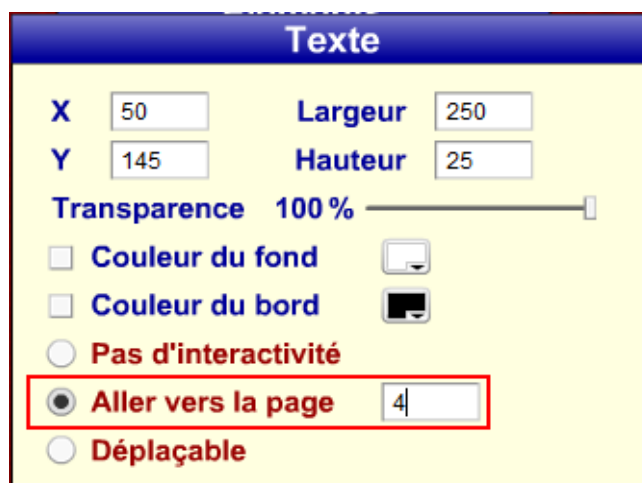 Texte
X 50 Largeur 250
Y 145 Hauteur 25
Transparence 100 %
Couleur du fond
Couleur du bord
Pas d'interactivité
Aller vers la page 4
Déplaçable